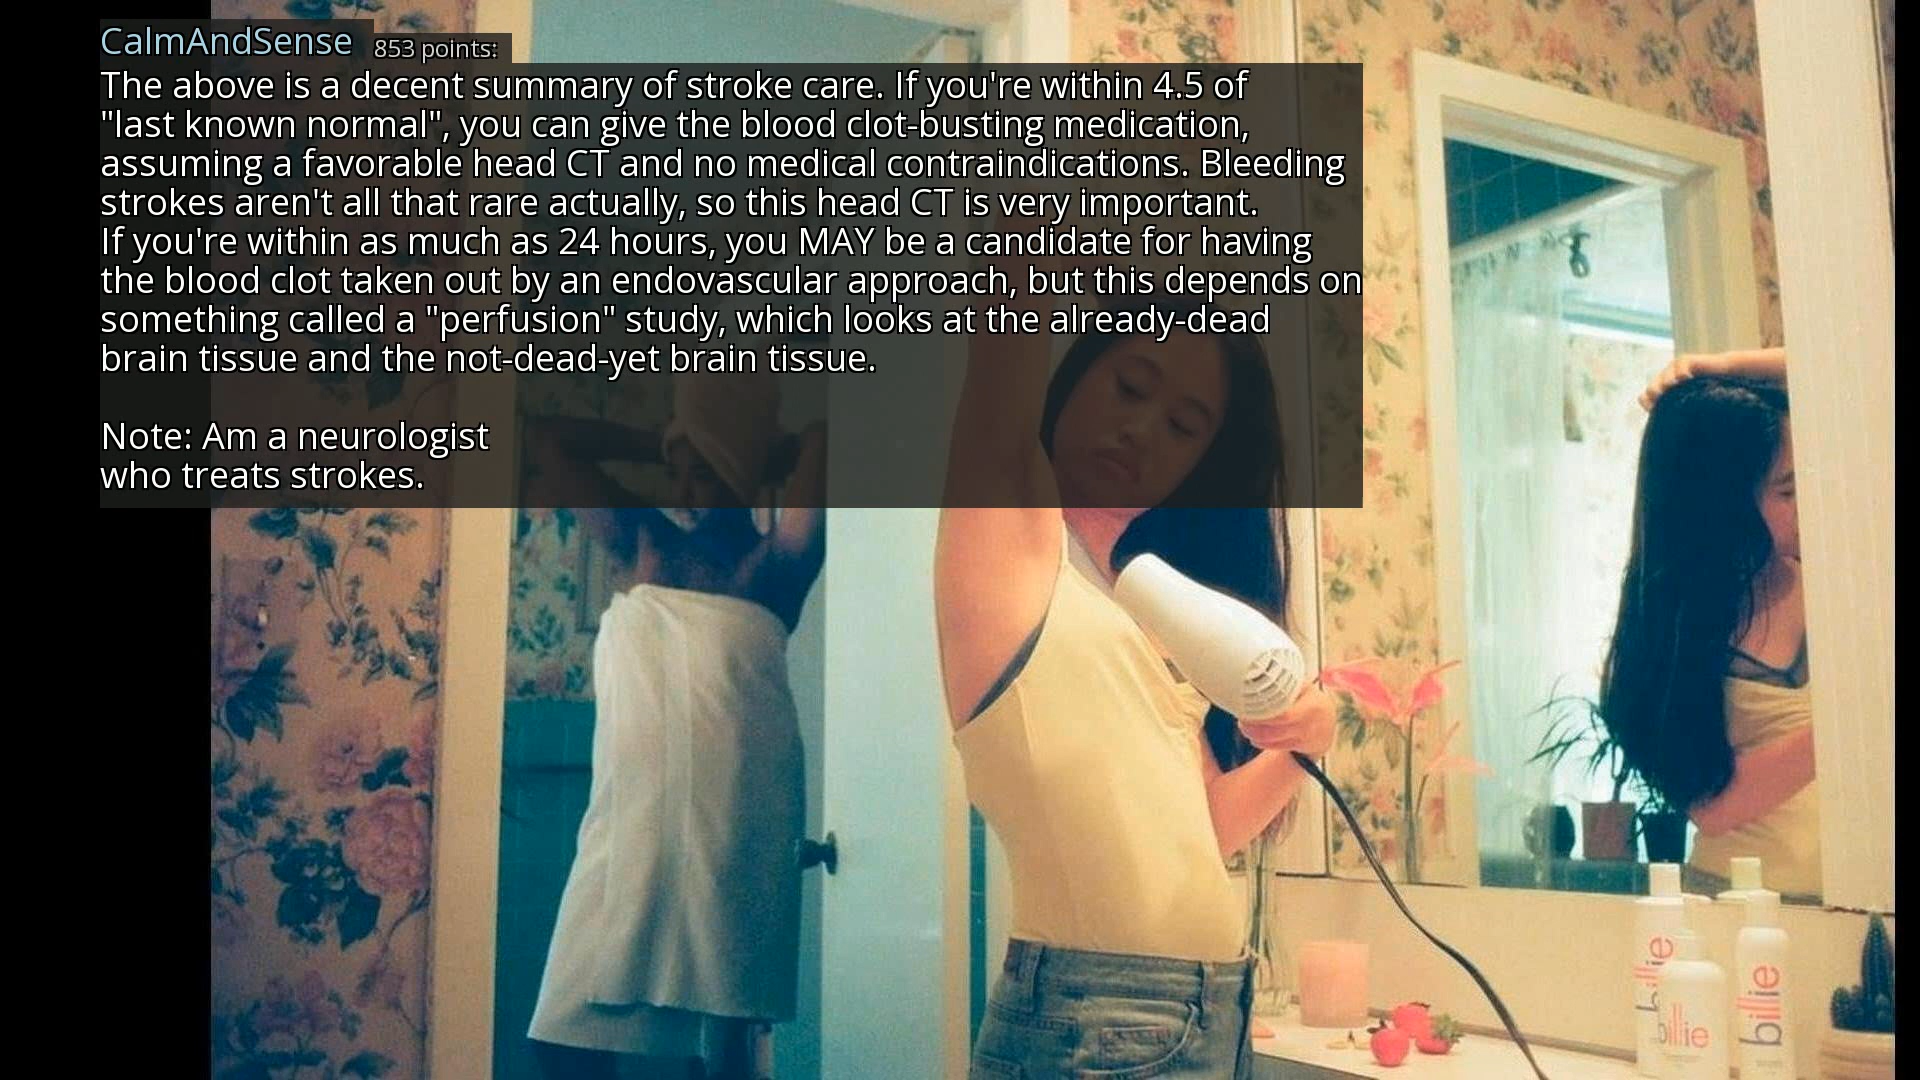 CalmAndSense 853 points:
The above is a decent summary of stroke care. If you're within 4.5 of
"last known normal", you can give the blood clot-busting medication,
assuming a favorable head CT and no medical contraindications. Bleeding
strokes aren't all that rare actually, so this head CT is very important.
If you're within as much as 24 hours, you MAY be a candidate for having
the blood clot taken out by an endovascular approach, but this depends on
something called a "perfusion" study, which looks at the already-dead
brain tissue and the not-dead-yet brain tissue.
Note: Am a neurologist
who treats strokes.
billie
billie
billie